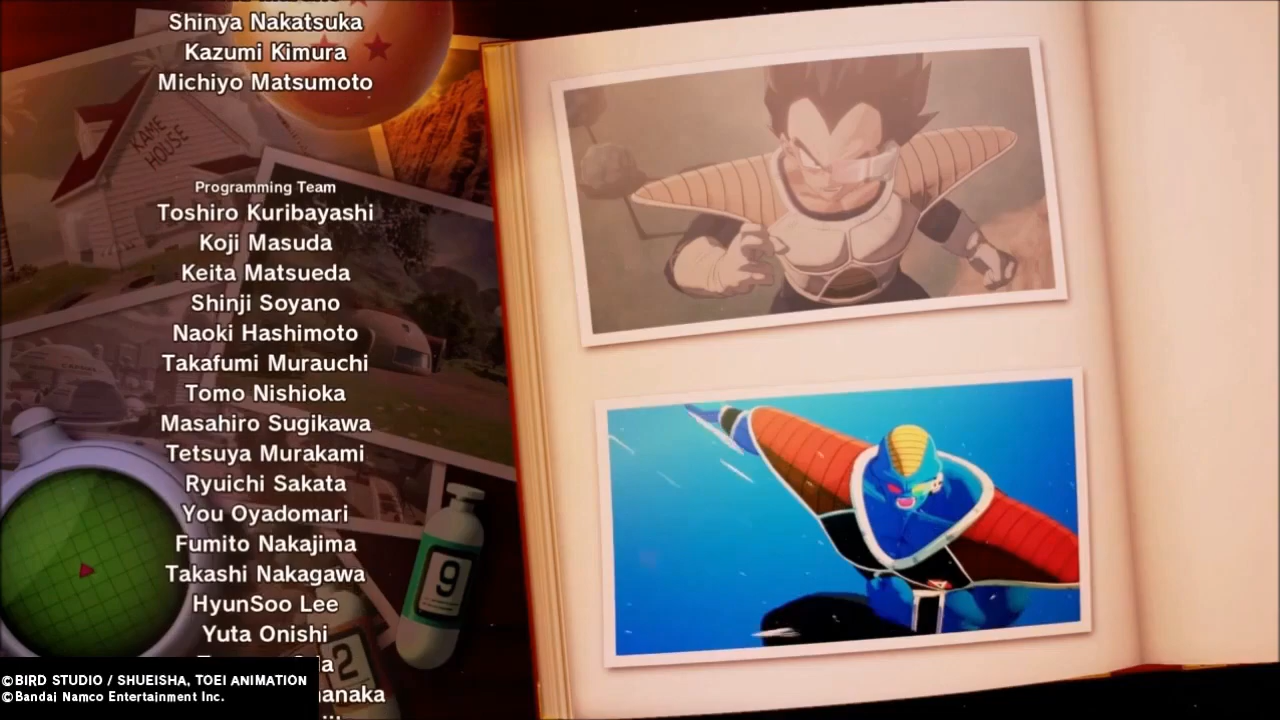 Shinya Nakatsuka
Kazumi Kimura
Michiyo Matsumoto
KAME
HOUSE
Programming Team
Toshiro Kuribayashi
Koji Masuda
Keita Matsueda
Shinji Soyano
Naoki Hashimoto
Takafumi Murauchi
Tomo Nishioka
Masahiro Sugikawa
Tetsuya Murakami
Ryuichi Sakata
You Oyadomari
Fumito Nakajima
Takashi Nakagawa
HyunSoo Lee
Yuta Onishi
9
2
©BIRD STUDIO / SHUEISHA, TOEI ANIMATION
©Bandai Namco Entertainment Inc.